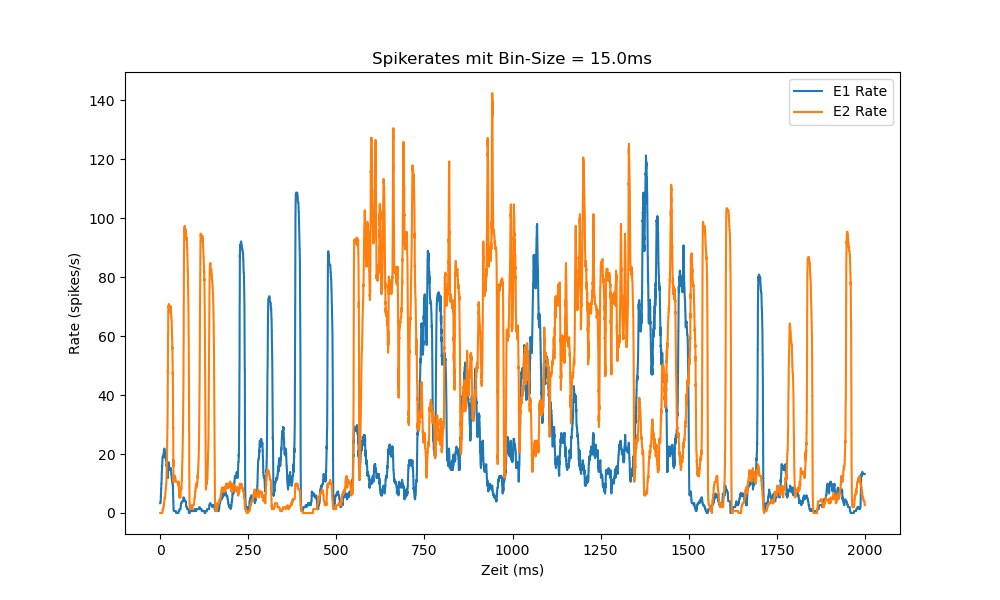 Spikerates mit Bin-Size = 15.0ms
E1 Rate
E2 Rate
140
120
100
80
60
40
20
0
Rate (spikes/s)
0 250 500 750 1000 1250 1500 1750 2000
Zeit (ms)